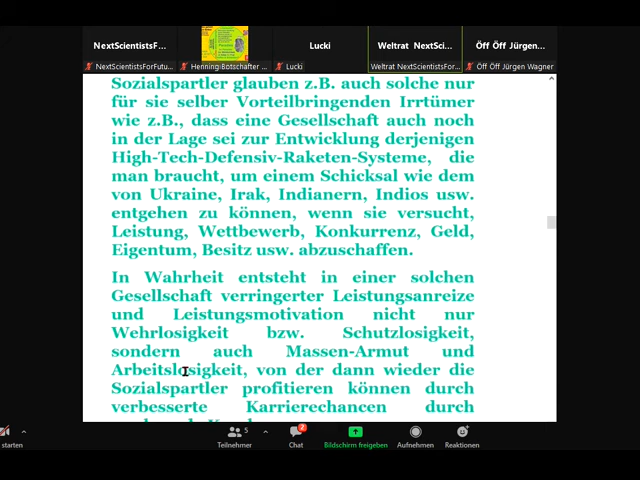 NextScientistsF...
Lucki
Weltrat NextSci...
Öff Öff Jürgen...
NextScientistsForFutu...
Henning Botschafter ...
Lucki
Weltrat NextScientistsFor...
Öff Öff Jürgen Wagner
Sozialspartler glauben z.B. auch solche nur
für sie selber Vorteilbringenden Irrtümer
wie z.B., dass eine Gesellschaft auch noch
in der Lage sei zur Entwicklung derjenigen
High-Tech-Defensiv-Raketen-Systeme, die
man braucht, um einem Schicksal wie dem
von Ukraine, Irak, Indianern, Indios usw.
entgehen zu können, wenn sie versucht,
Leistung, Wettbewerb, Konkurrenz, Geld,
Eigentum, Besitz usw. abzuschaffen.
In Wahrheit entsteht in einer solchen
Gesellschaft verringerter Leistungsanreize
und Leistungsmotivation nicht nur
Wehrlosigkeit bzw. Schutzlosigkeit,
sondern auch Massen-Armut und
Arbeitslosigkeit, von der dann wieder die
Sozialspartler profitieren können durch
verbesserte Karrierechancen durch
starten
Teilnehmer
5
Chat
2
Bildschirm freigeben
Aufnehmen
Reaktionen